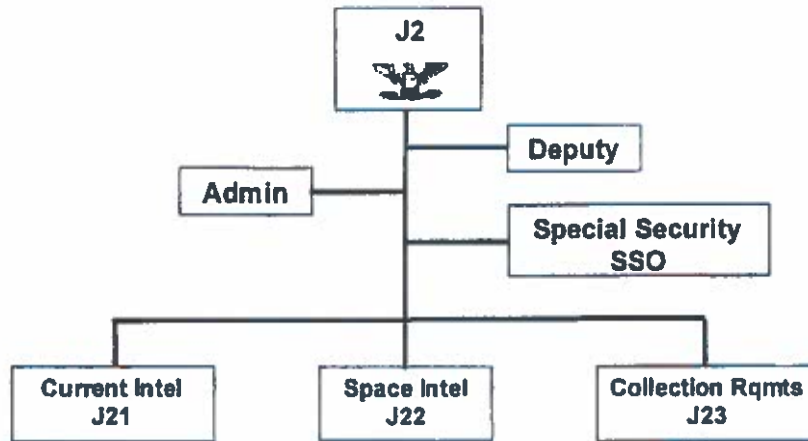 J2
Deputy
Admin
Special Security
SSO
Current Intel
J21
Space Intel
J22
Collection Rqmts
J23